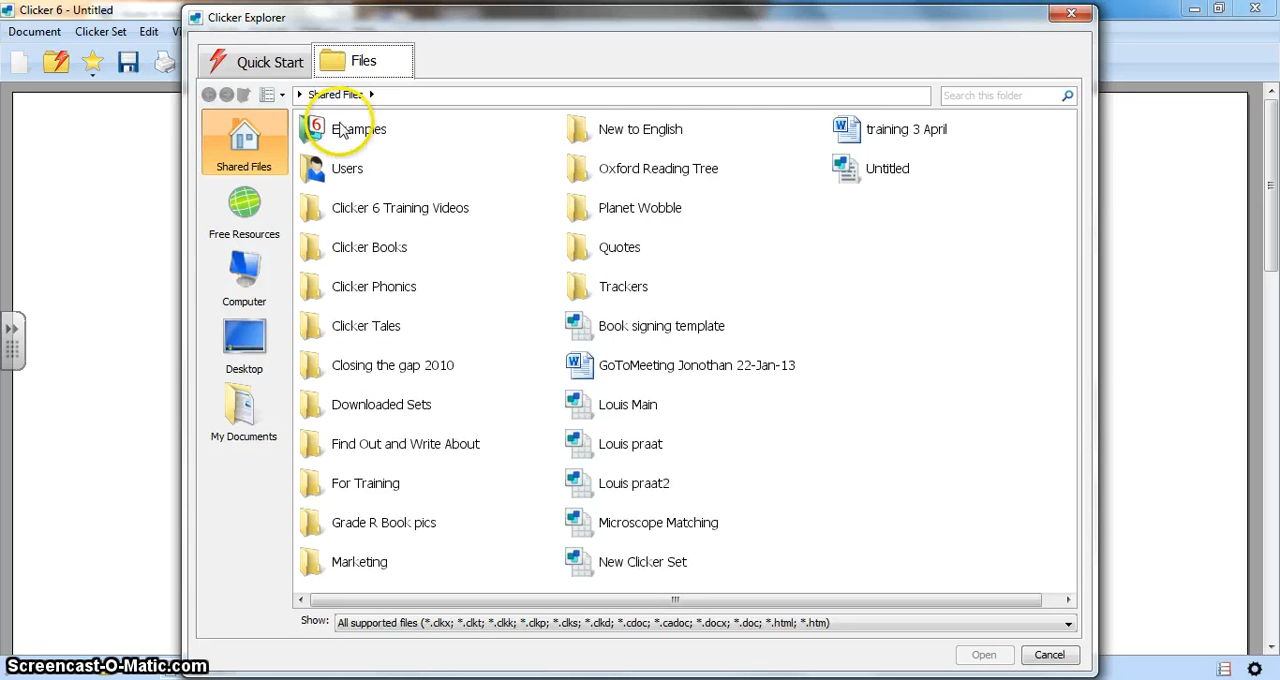 Clicker 6 - Untitled
Document Clicker Set Edit
Clicker Explorer
Quick Start
Files
Shared Files
Search this folder
Shared Files
Free Resources
Computer
Desktop
My Documents
6 Examples
Users
Clicker 6 Training Videos
Clicker Books
Clicker Phonics
Clicker Tales
Closing the gap 2010
Downloaded Sets
Find Out and Write About
For Training
Grade R Book pics
Marketing
New to English
Oxford Reading Tree
Planet Wobble
Quotes
Trackers
Book signing template
GoToMeeting Jonothan 22-Jan-13
Louis Main
Louis praat
Louis praat2
Microscope Matching
New Clicker Set
training 3 April
Untitled
Show: All supported files (*.clkx; *.clkt; *.clkk; *.clkp; *.clks; *.clkd; *.cdoc; *.cadoc; *.docx; *.doc; *.html; *.htm)
Open Cancel
Screencast-O-Matic.com